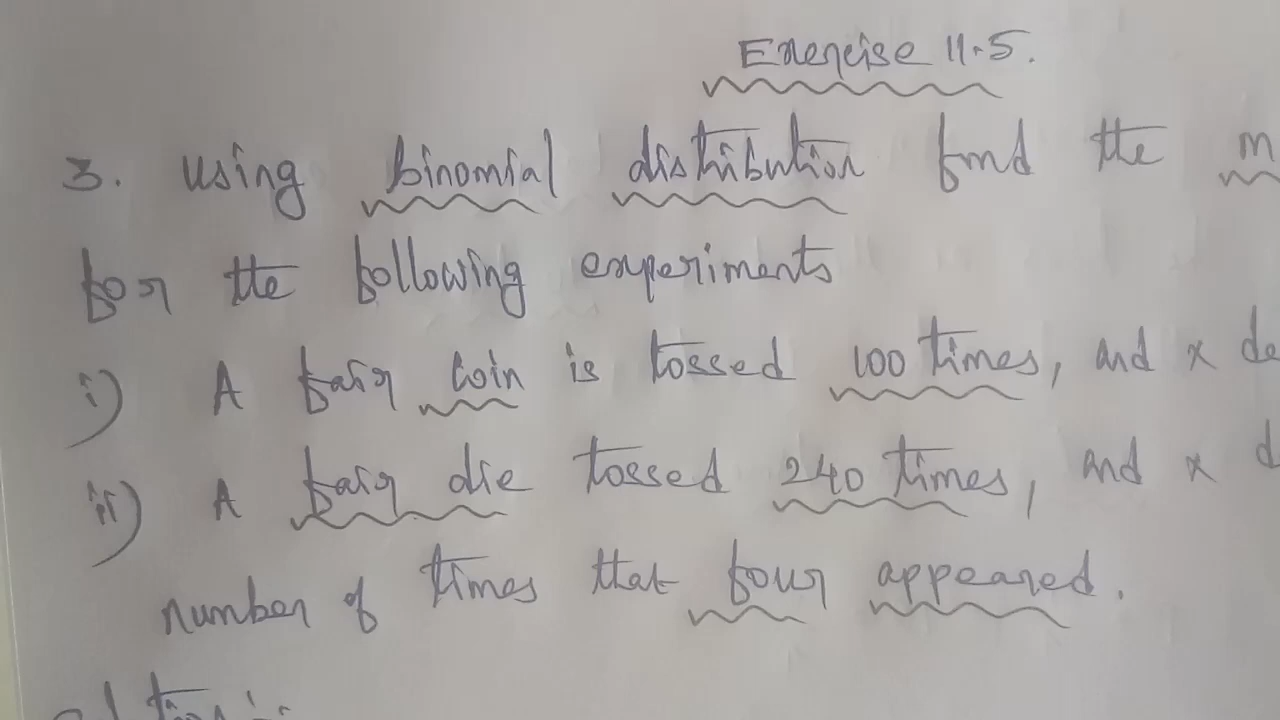 Exercise 11.5.
3. using binomial distribution find the m
for the following experiments
i) A fair coin is tossed 100 times, and x de
ii) A fair die tossed 240 times, and x d
number of times that four appeared.